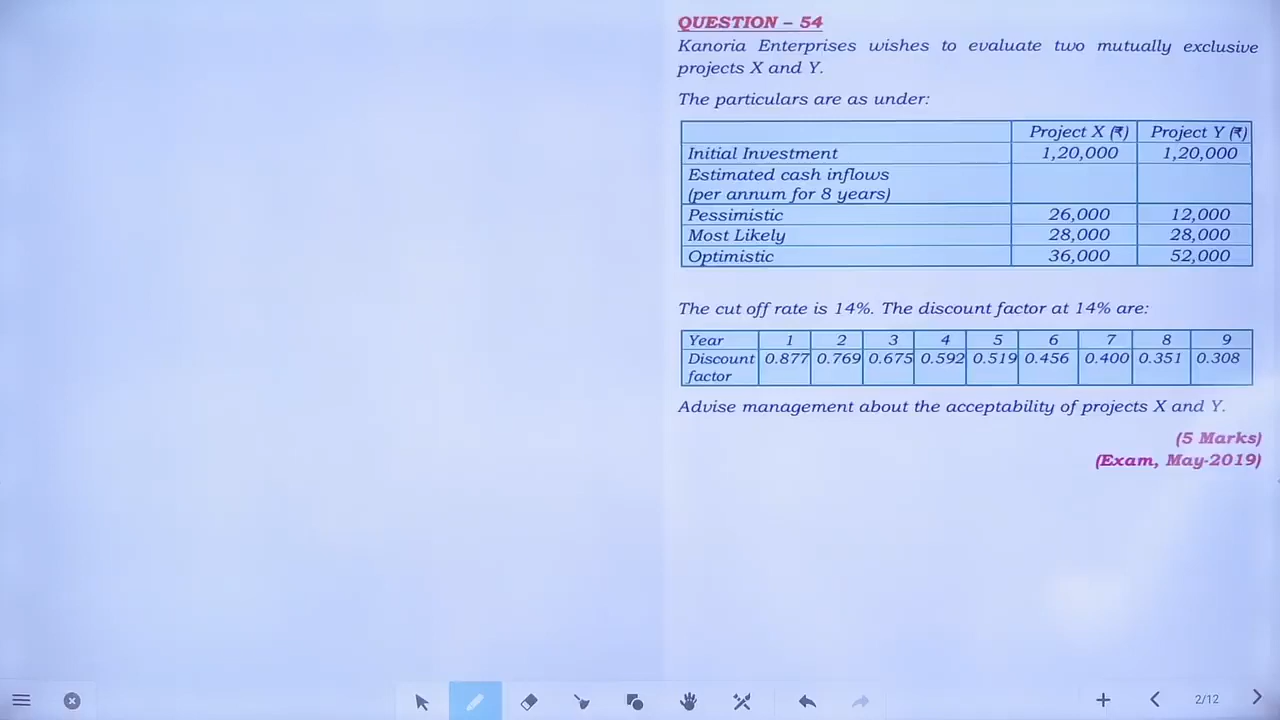 QUESTION – 54
Kanoria Enterprises wishes to evaluate two mutually exclusive
projects X and Y.
The particulars are as under:
Project X (₹) Project Y (₹)
Initial Investment 1,20,000 1,20,000
Estimated cash inflows
(per annum for 8 years)
Pessimistic 26,000 12,000
Most Likely 28,000 28,000
Optimistic 36,000 52,000
The cut off rate is 14%. The discount factor at 14% are:
Year 1 2 3 4 5 6 7 8 9
Discount 0.877 0.769 0.675 0.592 0.519 0.456 0.400 0.351 0.308
factor
Advise management about the acceptability of projects X and Y.
(5 Marks)
(Exam, May-2019)
2/12